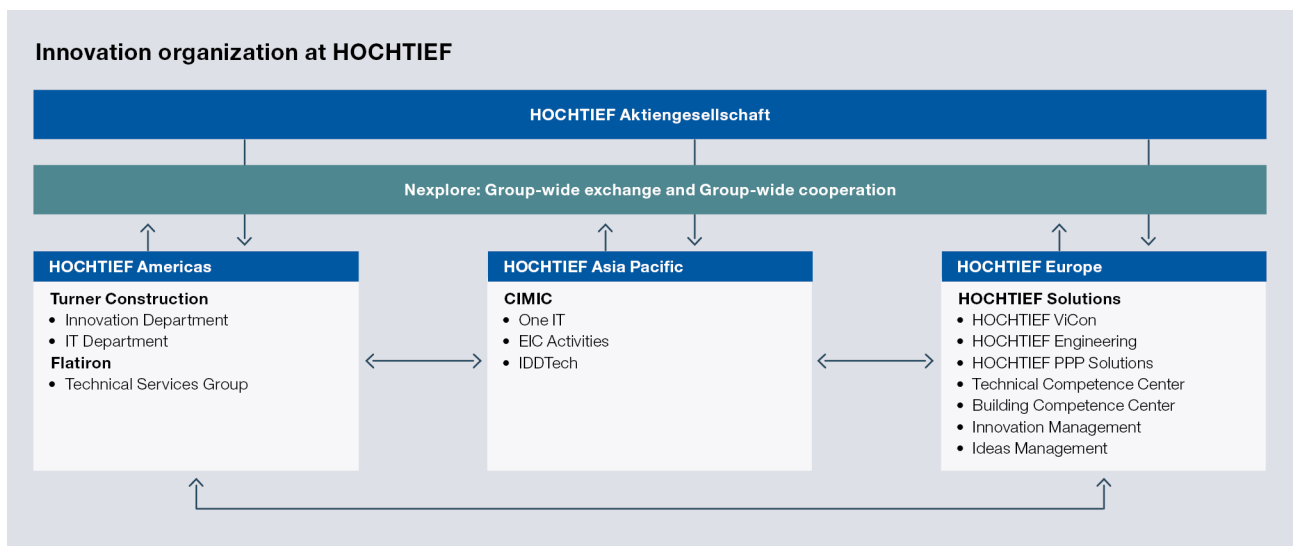 Innovation organization at HOCHTIEF
HOCHTIEF Aktiengesellschaft
Nexplore: Group-wide exchange and Group-wide cooperation
HOCHTIEF Americas
Turner Construction
• Innovation Department
• IT Department
Flatiron
• Technical Services Group
HOCHTIEF Asia Pacific
CIMIC
• One IT
• EIC Activities
• IDDTech
HOCHTIEF Europe
HOCHTIEF Solutions
• HOCHTIEF ViCon
• HOCHTIEF Engineering
• HOCHTIEF PPP Solutions
• Technical Competence Center
• Building Competence Center
• Innovation Management
• Ideas Management